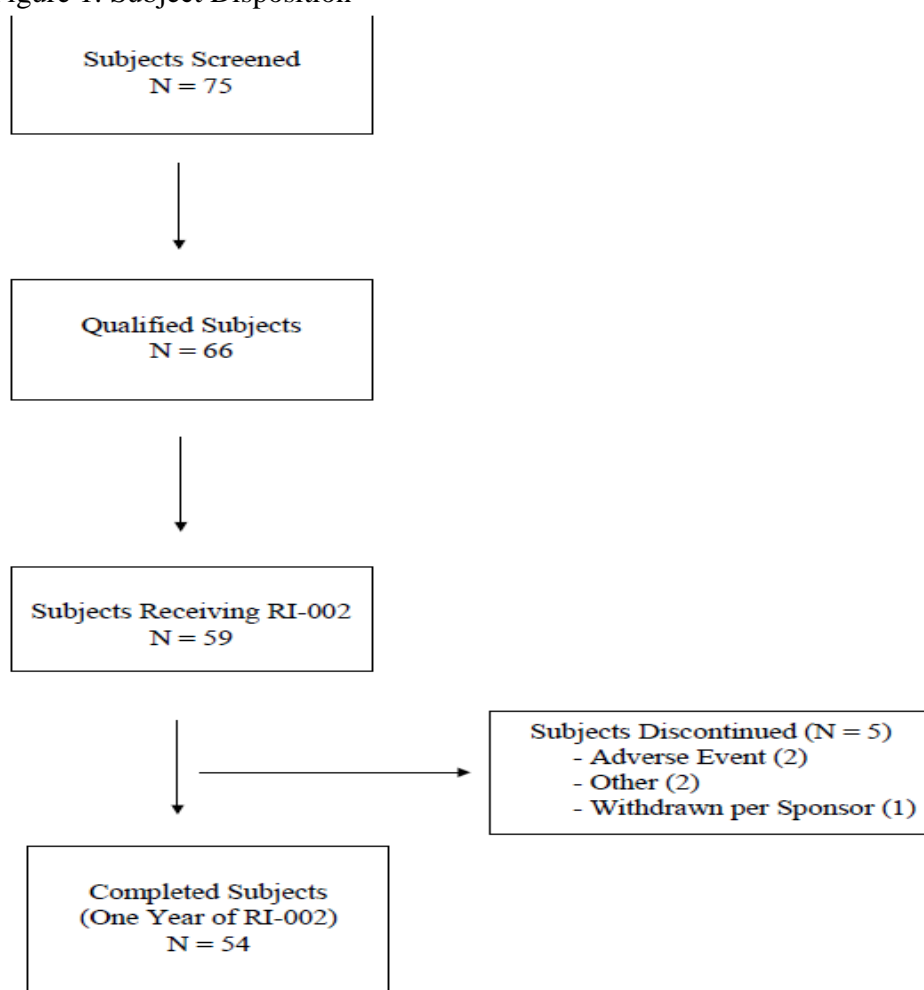 Figure 1. Subject Disposition
Subjects Screened
N = 75
Qualified Subjects
N = 66
Subjects Receiving RI-002
N = 59
Subjects Discontinued (N = 5)
- Adverse Event (2)
- Other (2)
- Withdrawn per Sponsor (1)
Completed Subjects
(One Year of RI-002)
N = 54